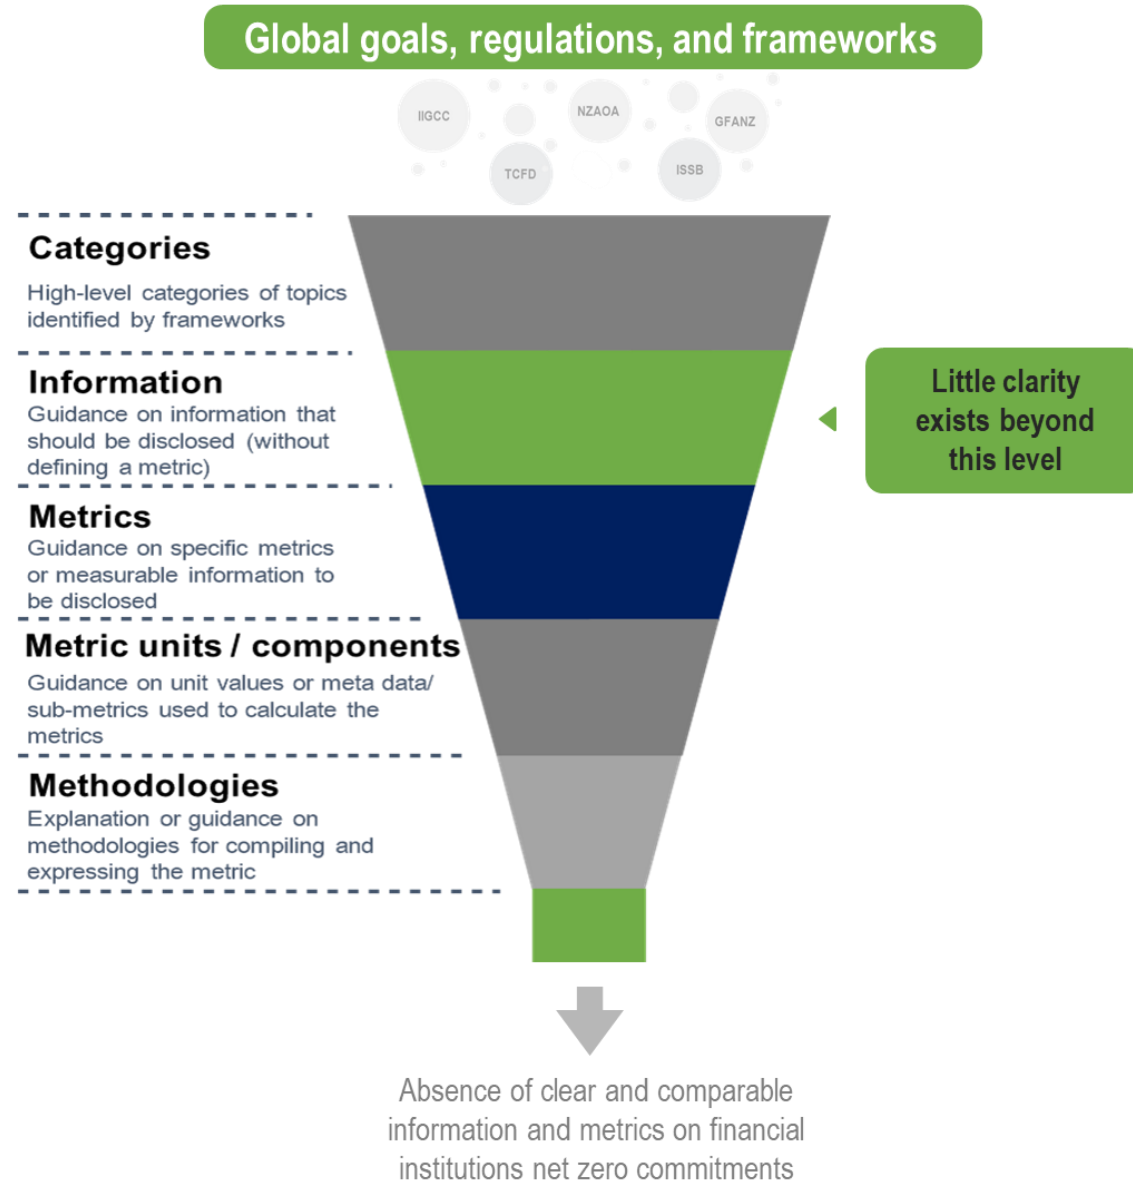 Global goals, regulations, and frameworks
IIGCC
NZAOA
GFANZ
TCFD
ISSB
Categories
High-level categories of topics
identified by frameworks
Information
Guidance on information that
should be disclosed (without
defining a metric)
Little clarity
exists beyond
this level
Metrics
Guidance on specific metrics
or measurable information to
be disclosed
Metric units / components
Guidance on unit values or meta data/
sub-metrics used to calculate the
metrics
Methodologies
Explanation or guidance on
methodologies for compiling and
expressing the metric
Absence of clear and comparable
information and metrics on financial
institutions net zero commitments